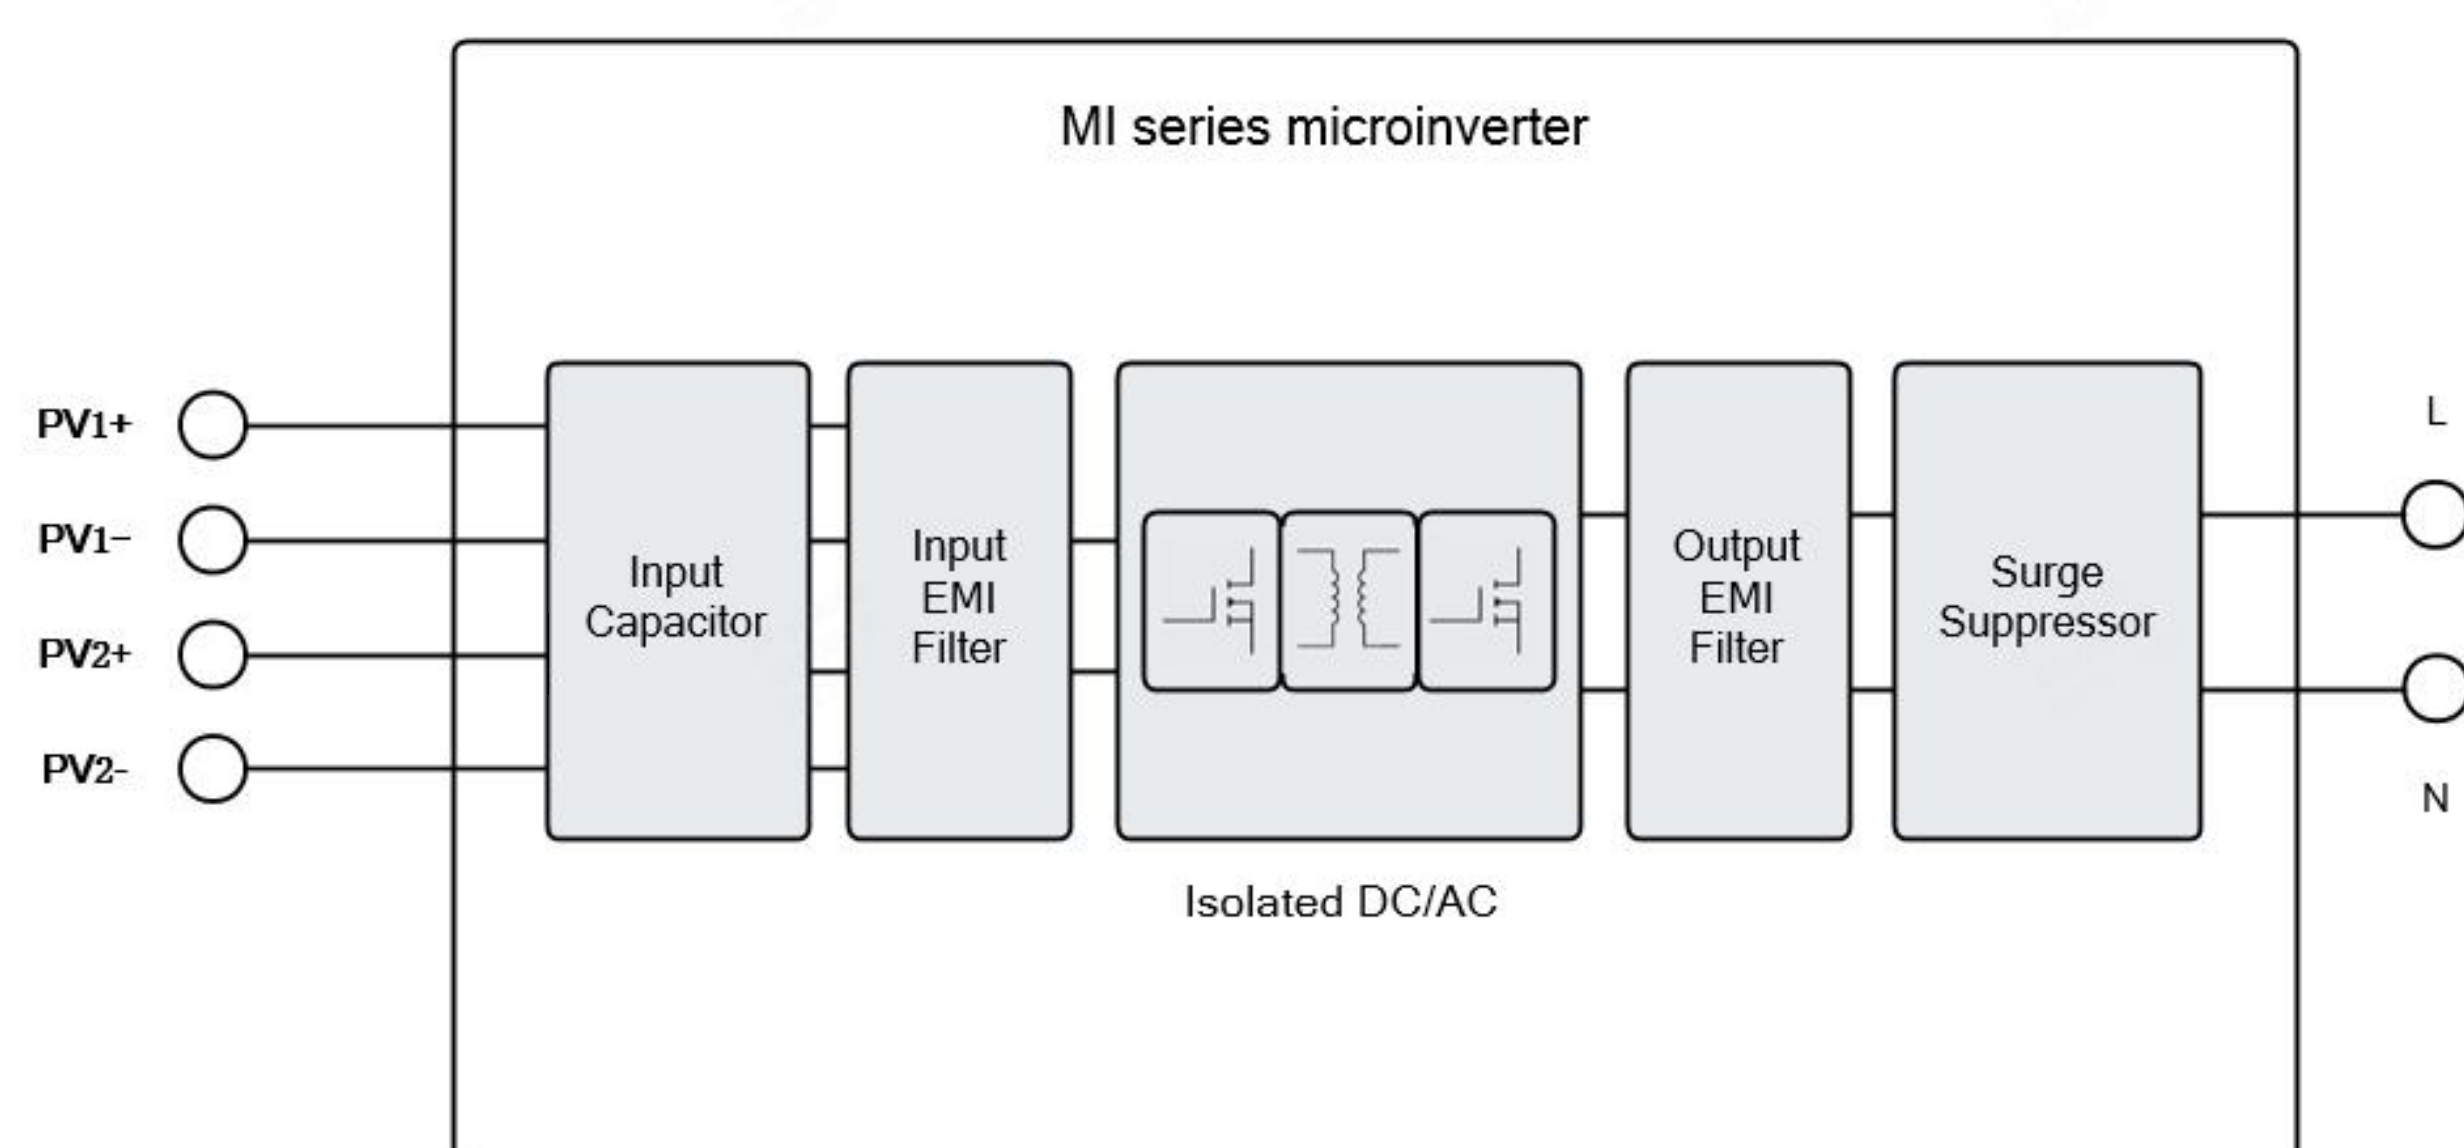 MI series microinverter
PV1+
PV1−
PV2+
PV2-
Input
Capacitor
Input
EMI
Filter
Isolated DC/AC
Output
EMI
Filter
Surge
Suppressor
L
N